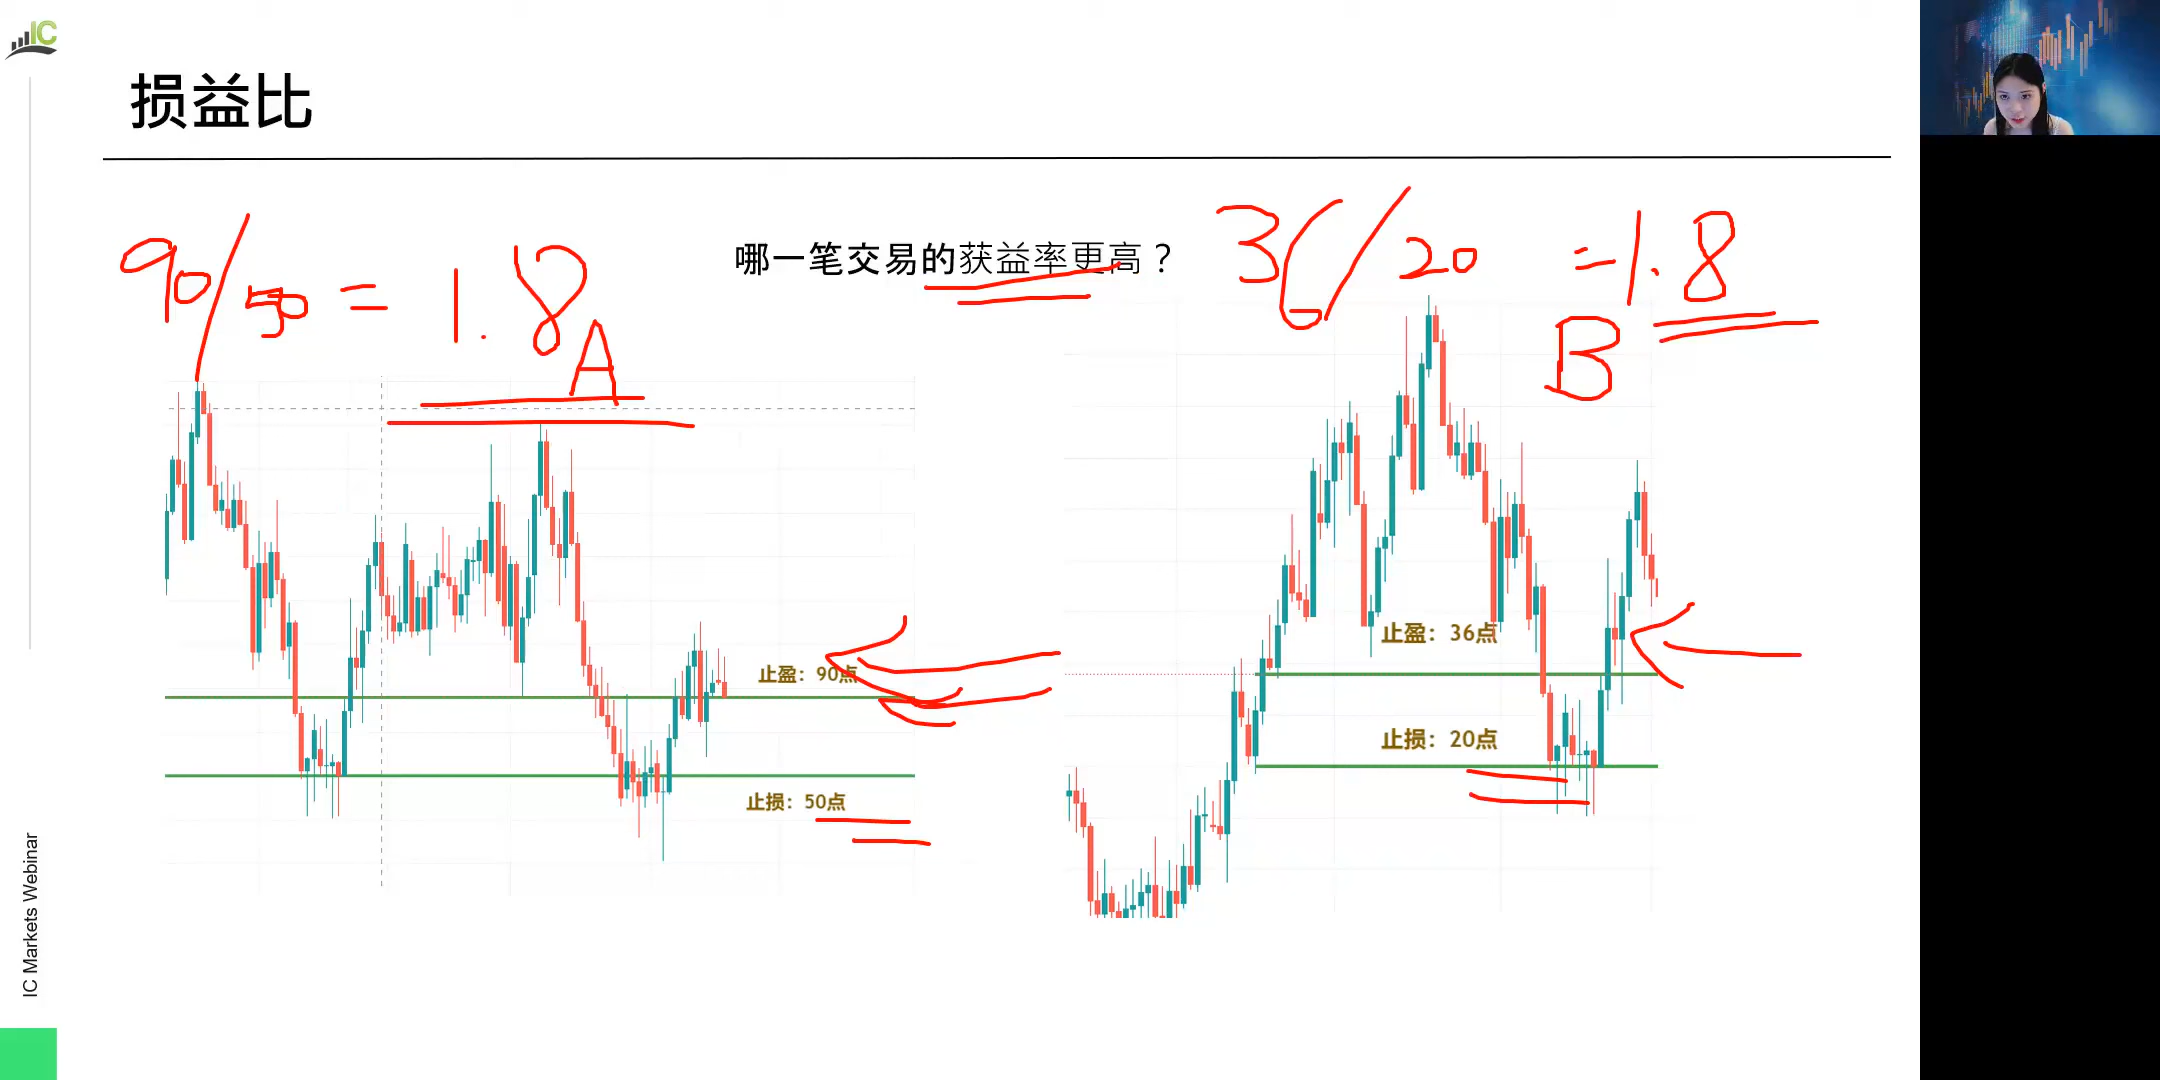 IC
损益比
哪一笔交易的获益率更高？
90/50 = 1.8
A
36/20 = 1.8
B
止盈：90点
止损：50点
止盈：36点
止损：20点
IC Markets Webinar